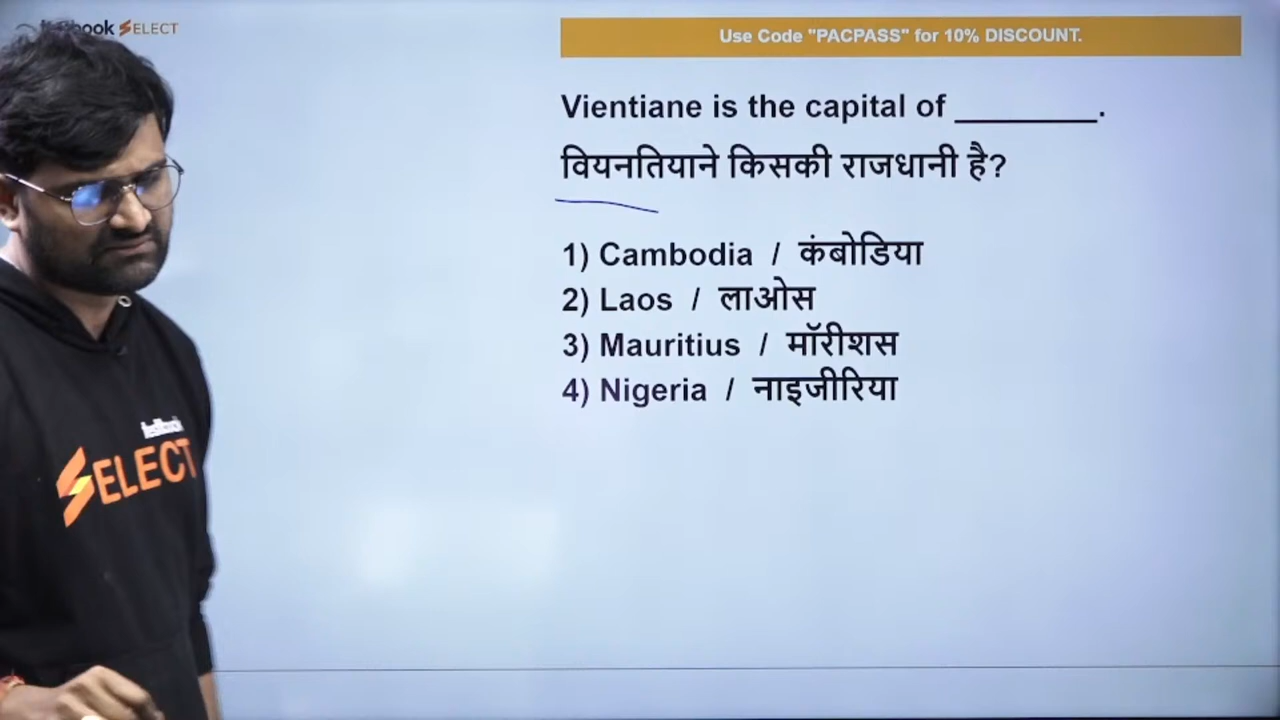 SELECT
Use Code "PACPASS" for 10% DISCOUNT.
Vientiane is the capital of ________.
वियनतियाने किसकी राजधानी है?
1) Cambodia / कंबोडिया
2) Laos / लाओस
3) Mauritius / मॉरीशस
4) Nigeria / नाइजीरिया
SELECT